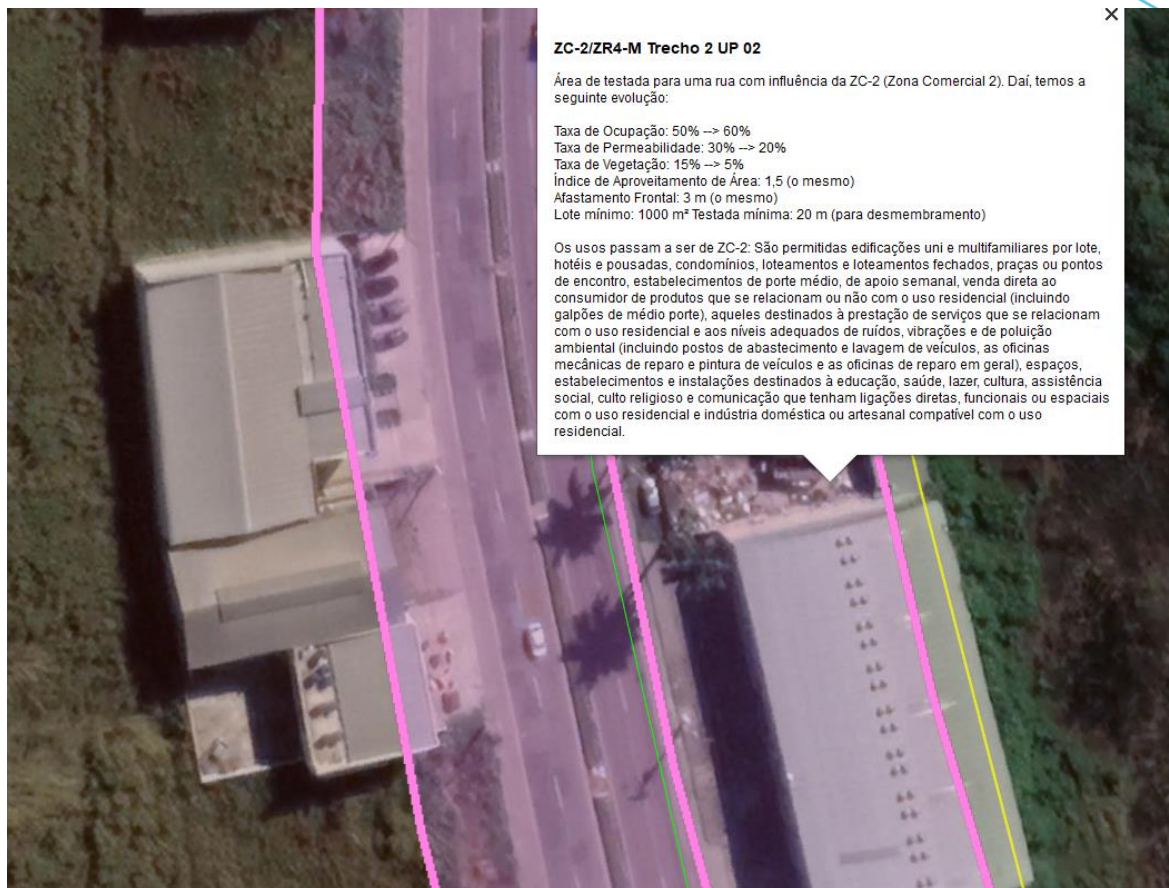 ZC-2/ZR4-M Trecho 2 UP 02
Área de testada para uma rua com influência da ZC-2 (Zona Comercial 2). Daí, temos a
seguinte evolução:
Taxa de Ocupação: 50% --> 60%
Taxa de Permeabilidade: 30% --> 20%
Taxa de Vegetação: 15% --> 5%
Índice de Aproveitamento de Área: 1,5 (o mesmo)
Afastamento Frontal: 3 m (o mesmo)
Lote mínimo: 1000 m² Testada mínima: 20 m (para desmembramento)
Os usos passam a ser de ZC-2: São permitidas edificações uni e multifamiliares por lote,
hotéis e pousadas, condomínios, loteamentos e loteamentos fechados, praças ou pontos
de encontro, estabelecimentos de porte médio, de apoio semanal, venda direta ao
consumidor de produtos que se relacionam ou não com o uso residencial (incluindo
galpões de médio porte), aqueles destinados à prestação de serviços que se relacionam
com o uso residencial e aos níveis adequados de ruídos, vibrações e de poluição
ambiental (incluindo postos de abastecimento e lavagem de veículos, as oficinas
mecânicas de reparo e pintura de veículos e as oficinas de reparo em geral), espaços,
estabelecimentos e instalações destinados à educação, saúde, lazer, cultura, assistência
social, culto religioso e comunicação que tenham ligações diretas, funcionais ou espaciais
com o uso residencial e indústria doméstica ou artesanal compatível com o uso
residencial.